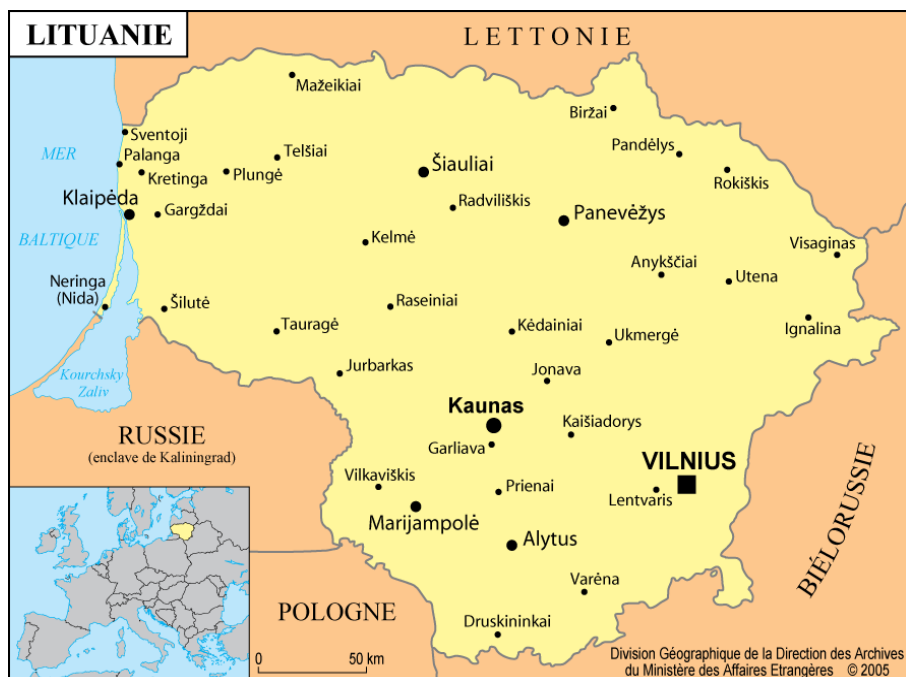 LITUANIE
LETTONIE
Mažeikiai
Biržai
Sventoji
MER
Palanga
Telšiai
Pandėlys
Kretinga
Plungė
Šiauliai
Rokiškis
Klaipėda
Gargždai
Radviliškis
Panevėžys
BALTIQUE
Kelmė
Visaginas
Anykščiai
Utena
Neringa
(Nida)
Šilutė
Raseiniai
Tauragė
Kėdainiai
Ukmergė
Ignalina
Kourchsky
Zaliv
Jurbarkas
Jonava
Kaunas
Kaišiadorys
RUSSIE
(enclave de Kaliningrad)
Garliava
VILNIUS
Vilkaviškis
Prienai
Lentvaris
Marijampolė
Alytus
BIÉLORUSSIE
Varėna
POLOGNE
Druskininkai
0 50 km
Division Géographique de la Direction des Archives
du Ministère des Affaires Etrangères © 2005